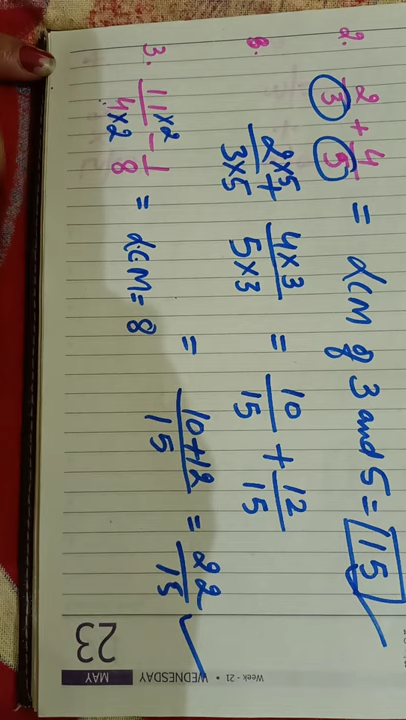 2. 2/3 + 4/5 = LCM of 3 and 5 = 15
B. 2×5/3×5 + 4×3/5×3 = 10/15 + 12/15
= 10+12/15 = 22/15
3. 11×2/4×2 - 1/8 = LCM = 8
Week - 21 • WEDNESDAY MAY
23